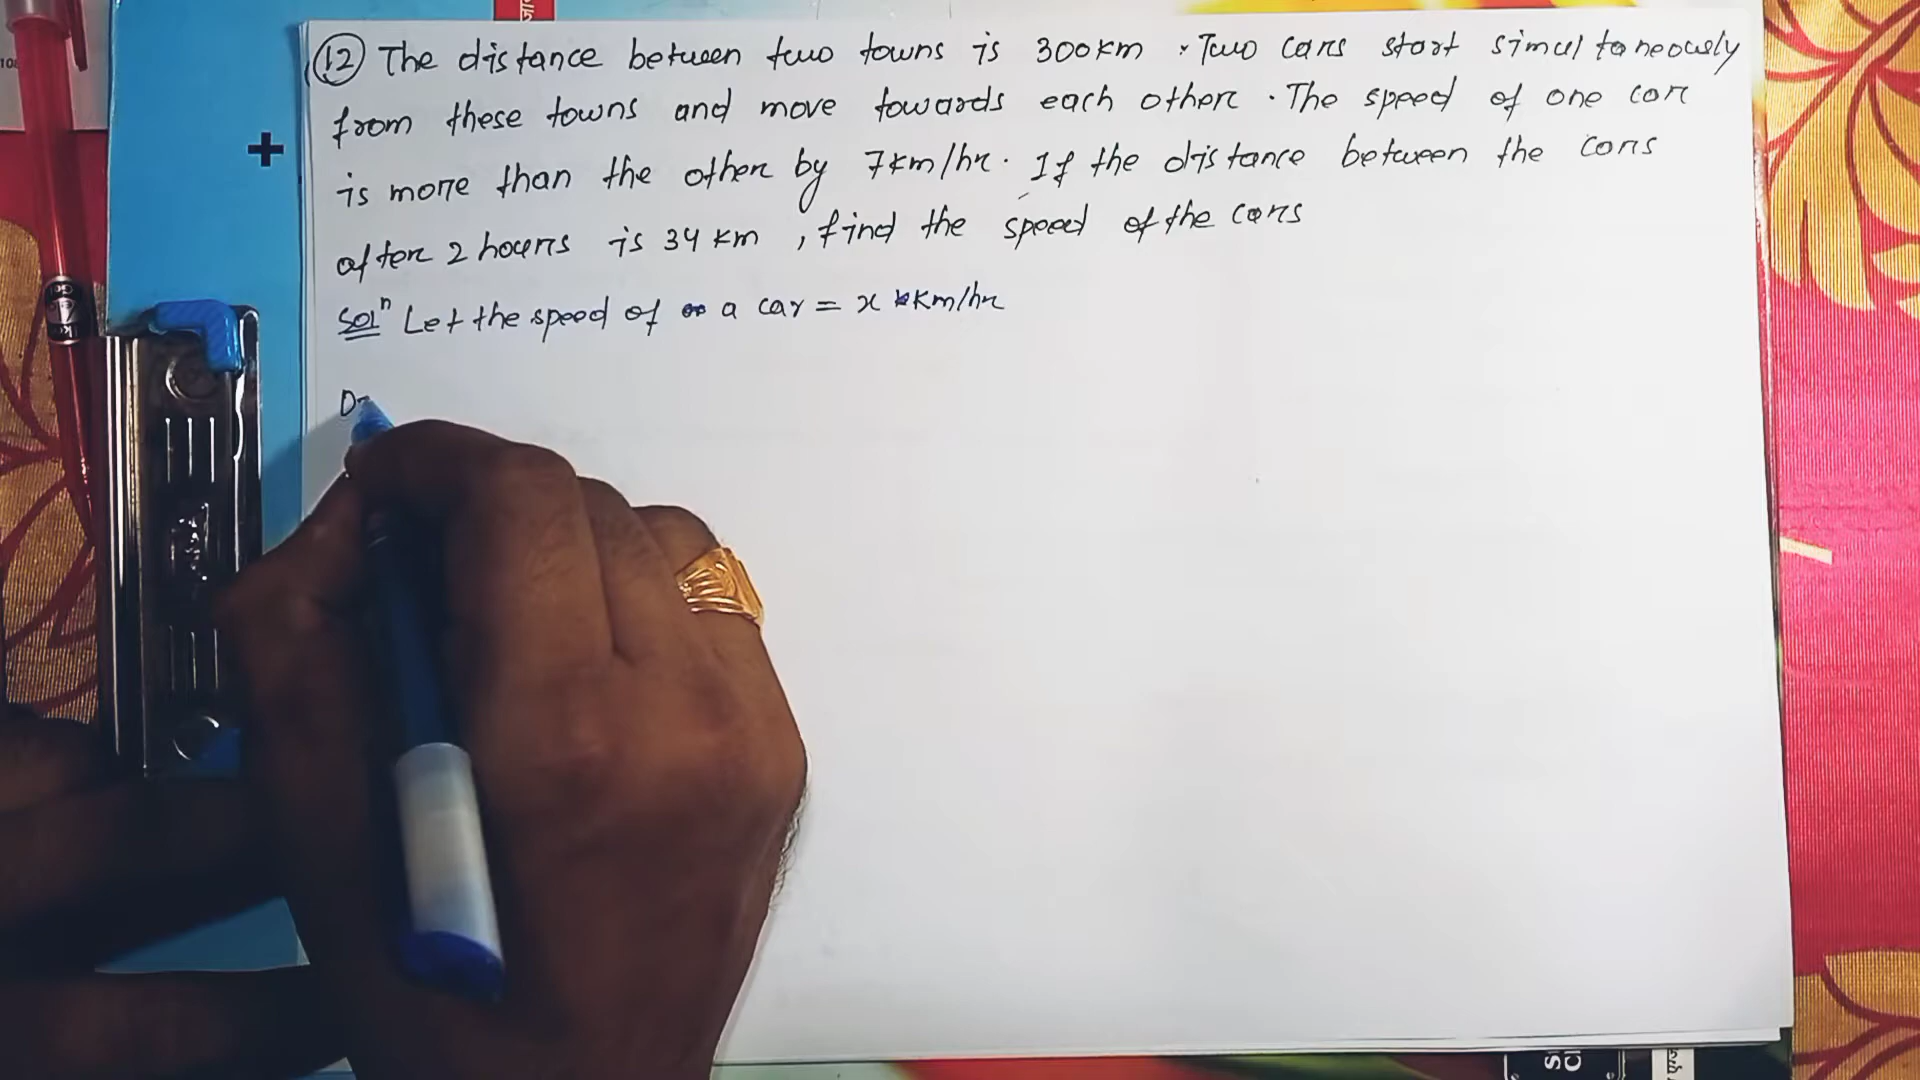 (12) The distance between two towns is 300km . Two cars start simultaneously
from these towns and move towards each other . The speed of one car
is more than the other by 7km/hr . If the distance between the cars
after 2 hours is 34 km , find the speed of the cars
Solⁿ Let the speed of a car = x km/hr